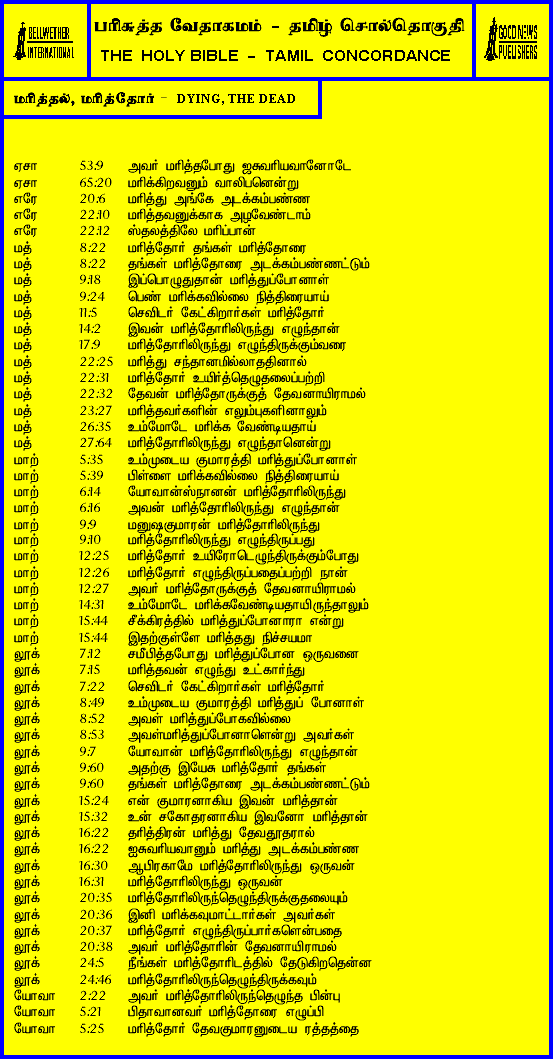 BELLWETHER
INTERNATIONAL
பரிசுத்த வேதாகமம் - தமிழ் சொல்தொகுதி
THE HOLY BIBLE - TAMIL CONCORDANCE
GOOD NEWS
PUBLISHERS
மரித்தல், மரித்தோர் - DYING, THE DEAD
ஏசா 53:9 அவர் மரித்தபோது ஐசுவரியவானோடே
ஏசா 65:20 மரிக்கிறவனும் வாலிபனென்று
எரே 20:6 மரித்து அங்கே அடக்கம்பண்ண
எரே 22:10 மரித்தவனுக்காக அழவேண்டாம்
எரே 22:12 ஸ்தலத்திலே மரிப்பான்
மத் 8:22 மரித்தோர் தங்கள் மரித்தோரை
மத் 8:22 தங்கள் மரித்தோரை அடக்கம்பண்ணட்டும்
மத் 9:18 இப்பொழுதுதான் மரித்துப்போனாள்
மத் 9:24 பெண் மரிக்கவில்லை நித்திரையாய்
மத் 11:5 செவிடர் கேட்கிறார்கள் மரித்தோர்
மத் 14:2 இவன் மரித்தோரிலிருந்து எழுந்தான்
மத் 17:9 மரித்தோரிலிருந்து எழுந்திருக்கும்வரை
மத் 22:25 மரித்து சந்தானமில்லாததினால்
மத் 22:31 மரித்தோர் உயிர்த்தெழுதலைப்பற்றி
மத் 22:32 தேவன் மரித்தோருக்குத் தேவனாயிராமல்
மத் 23:27 மரித்தவர்களின் எலும்புகளினாலும்
மத் 26:35 உம்மோடே மரிக்க வேண்டியதாய்
மத் 27:64 மரித்தோரிலிருந்து எழுந்தானென்று
மாற் 5:35 உம்முடைய குமாரத்தி மரித்துப்போனாள்
மாற் 5:39 பிள்ளை மரிக்கவில்லை நித்திரையாய்
மாற் 6:14 யோவான்ஸ்நானன் மரித்தோரிலிருந்து
மாற் 6:16 அவன் மரித்தோரிலிருந்து எழுந்தான்
மாற் 9:9 மனுஷகுமாரன் மரித்தோரிலிருந்து
மாற் 9:10 மரித்தோரிலிருந்து எழுந்திருப்பது
மாற் 12:25 மரித்தோர் உயிரோடெழுந்திருக்கும்போது
மாற் 12:26 மரித்தோர் எழுந்திருப்பதைப்பற்றி நான்
மாற் 12:27 அவர் மரித்தோருக்குத் தேவனாயிராமல்
மாற் 14:31 உம்மோடே மரிக்கவேண்டியதாயிருந்தாலும்
மாற் 15:44 சீக்கிரத்தில் மரித்துப்போனாரா என்று
மாற் 15:44 இதற்குள்ளே மரித்தது நிச்சயமா
லூக் 7:12 சமீபித்தபோது மரித்துப்போன ஒருவனை
லூக் 7:15 மரித்தவன் எழுந்து உட்கார்ந்து
லூக் 7:22 செவிடர் கேட்கிறார்கள் மரித்தோர்
லூக் 8:49 உம்முடைய குமாரத்தி மரித்துப் போனாள்
லூக் 8:52 அவள் மரித்துப்போகவில்லை
லூக் 8:53 அவள்மரித்துப்போனாளென்று அவர்கள்
லூக் 9:7 யோவான் மரித்தோரிலிருந்து எழுந்தான்
லூக் 9:60 அதற்கு இயேசு மரித்தோர் தங்கள்
லூக் 9:60 தங்கள் மரித்தோரை அடக்கம்பண்ணட்டும்
லூக் 15:24 என் குமாரனாகிய இவன் மரித்தான்
லூக் 15:32 உன் சகோதரனாகிய இவனோ மரித்தான்
லூக் 16:22 தரித்திரன் மரித்து தேவதூதரால்
லூக் 16:22 ஐசுவரியவானும் மரித்து அடக்கம்பண்ண
லூக் 16:30 ஆபிரகாமே மரித்தோரிலிருந்து ஒருவன்
லூக் 16:31 மரித்தோரிலிருந்து ஒருவன்
லூக் 20:35 மரித்தோரிலிருந்தெழுந்திருக்குதலையும்
லூக் 20:36 இனி மரிக்கவுமாட்டார்கள் அவர்கள்
லூக் 20:37 மரித்தோர் எழுந்திருப்பார்களென்பதை
லூக் 20:38 அவர் மரித்தோரின் தேவனாயிராமல்
லூக் 24:5 நீங்கள் மரித்தோரிடத்தில் தேடுகிறதென்ன
லூக் 24:46 மரித்தோரிலிருந்தெழுந்திருக்கவும்
யோவா 2:22 அவர் மரித்தோரிலிருந்தெழுந்த பின்பு
யோவா 5:21 பிதாவானவர் மரித்தோரை எழுப்பி
யோவா 5:25 மரித்தோர் தேவகுமாரனுடைய சத்தத்தை